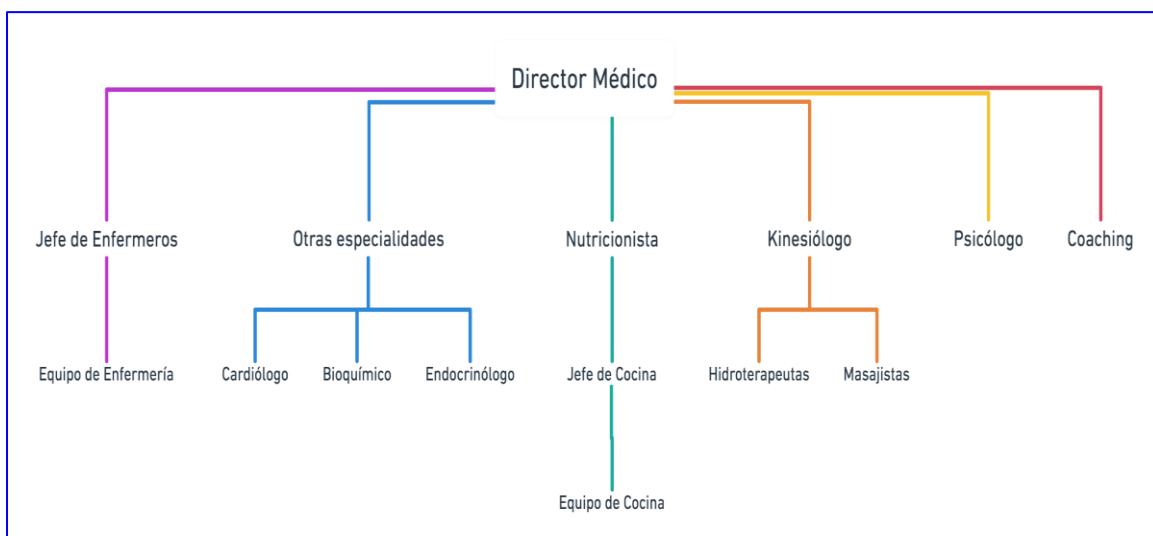 Director Médico
Jefe de Enfermeros
Otras especialidades
Nutricionista
Kinesiólogo
Psicólogo
Coaching
Equipo de Enfermería
Cardiólogo
Bioquímico
Endocrinólogo
Jefe de Cocina
Hidroterapeutas
Masajistas
Equipo de Cocina